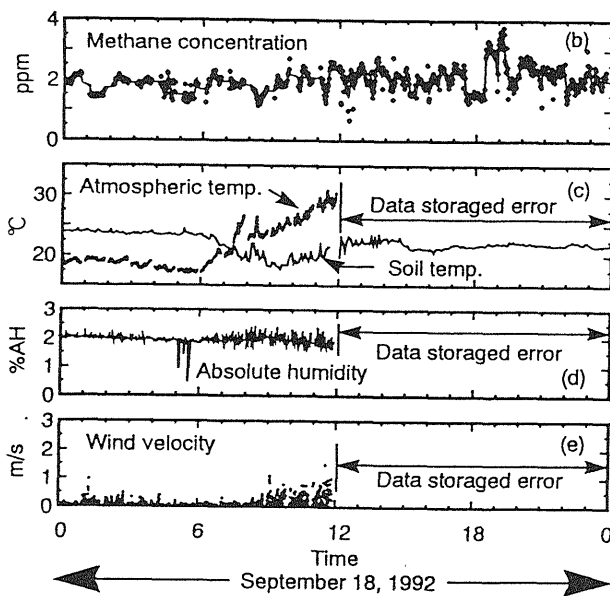 4
2
0
ppm
Methane concentration
(b)
30
20
°C
Atmospheric temp.
(c)
Data storaged error
Soil temp.
3
2
1
0
%AH
Absolute humidity
Data storaged error
(d)
3
2
1
0
m/s
Wind velocity
(e)
Data storaged error
0
6
12
18
0
Time
September 18, 1992